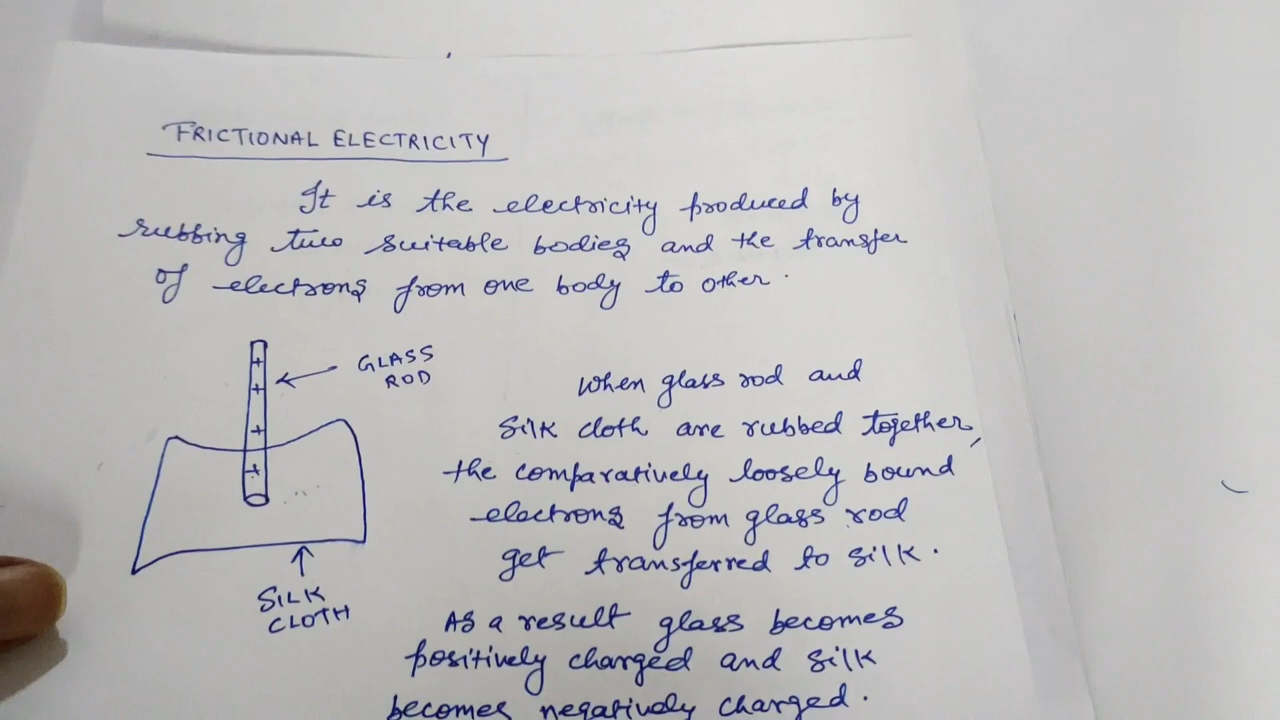 FRICTIONAL ELECTRICITY
It is the electricity produced by
rubbing two suitable bodies and the transfer
of electrons from one body to other.
GLASS
ROD
When glass rod and
silk cloth are rubbed together,
the comparatively loosely bound
electrons from glass rod
get transferred to silk.
SILK
CLOTH
As a result glass becomes
positively charged and silk
becomes negatively charged.